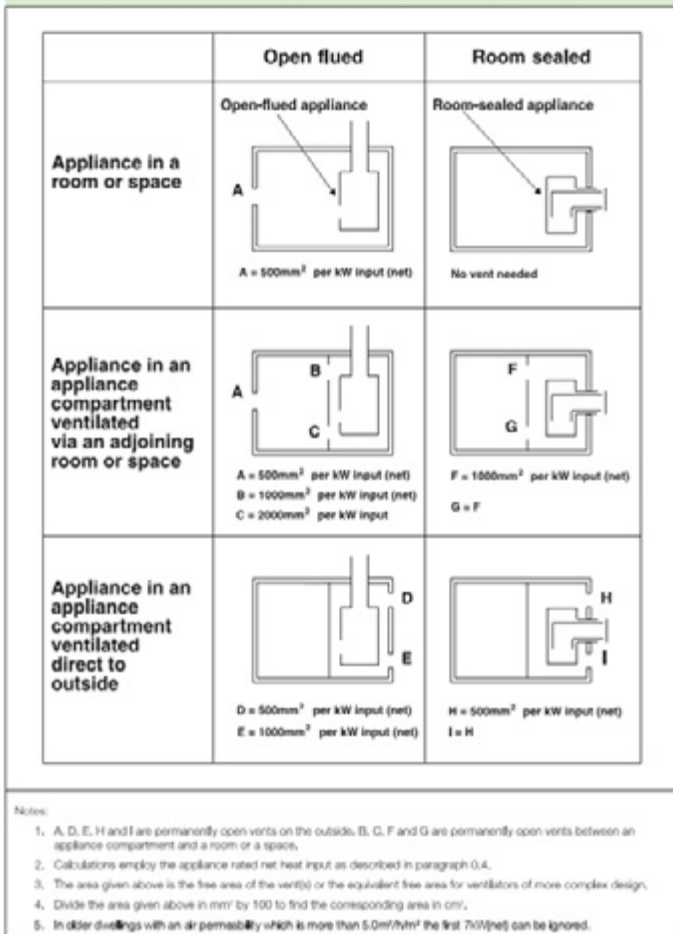 Open flued
Room sealed
Appliance in a
room or space
Open-flued appliance
A
A = 500mm² per kW input (net)
Room-sealed appliance
No vent needed
Appliance in an
appliance
compartment
ventilated
via an adjoining
room or space
A
B
C
A = 500mm² per kW input (net)
B = 1000mm² per kW input (net)
C = 2000mm² per kW input
F
G
F = 1000mm² per kW input (net)
G = F
Appliance in an
appliance
compartment
ventilated
direct to
outside
D
E
D = 500mm² per kW input (net)
E = 1000mm² per kW input (net)
H
I
H = 500mm² per kW input (net)
I = H
Notes:
1. A, D, E, H and I are permanently open vents on the outside. B, C, F and G are permanently open vents between an
appliance compartment and a room or a space.
2. Calculations employ the appliance rated net heat input as described in paragraph 0.4.
3. The area given above is the free area of the vent(s) or the equivalent free area for ventilators of more complex design.
4. Divide the area given above in mm² by 100 to find the corresponding area in cm².
5. In older dwellings with an air permeability which is more than 5.0m³/h/m² the first 7kW(net) can be ignored.